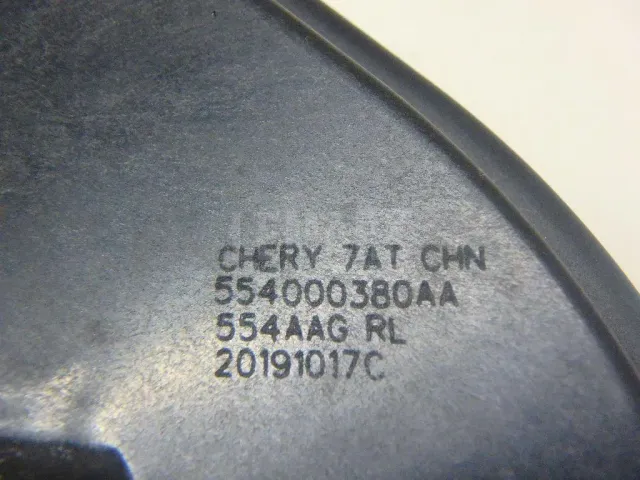 CHERY 7AT CHN
554000380AA
554AAG RL
20191017C